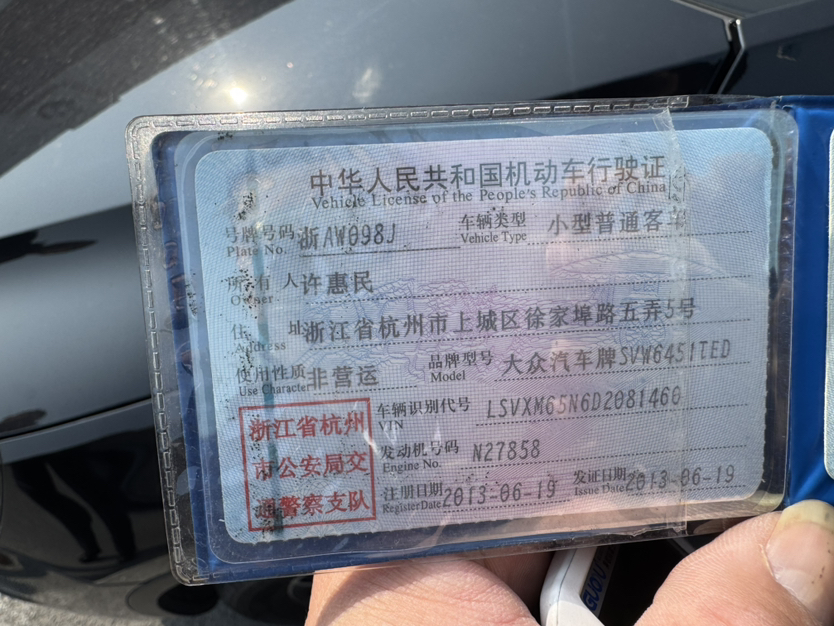 中华人民共和国机动车行驶证
Vehicle License of the People's Republic of China
号牌号码 浙AW098J 车辆类型 小型普通客车
Plate No. Vehicle Type
所有人 许惠民
Owner
住址 浙江省杭州市上城区徐家埠路五弄5号
Address
使用性质 非营运 品牌型号 大众汽车牌SVW6451TED
Use Character Model
车辆识别代号 LSVXM65N6D2081460
VIN
发动机号码 N27858
Engine No.
注册日期 2013-06-19 发证日期 2013-06-19
Register Date Issue Date
浙江省杭州
市公安局交
通警察支队